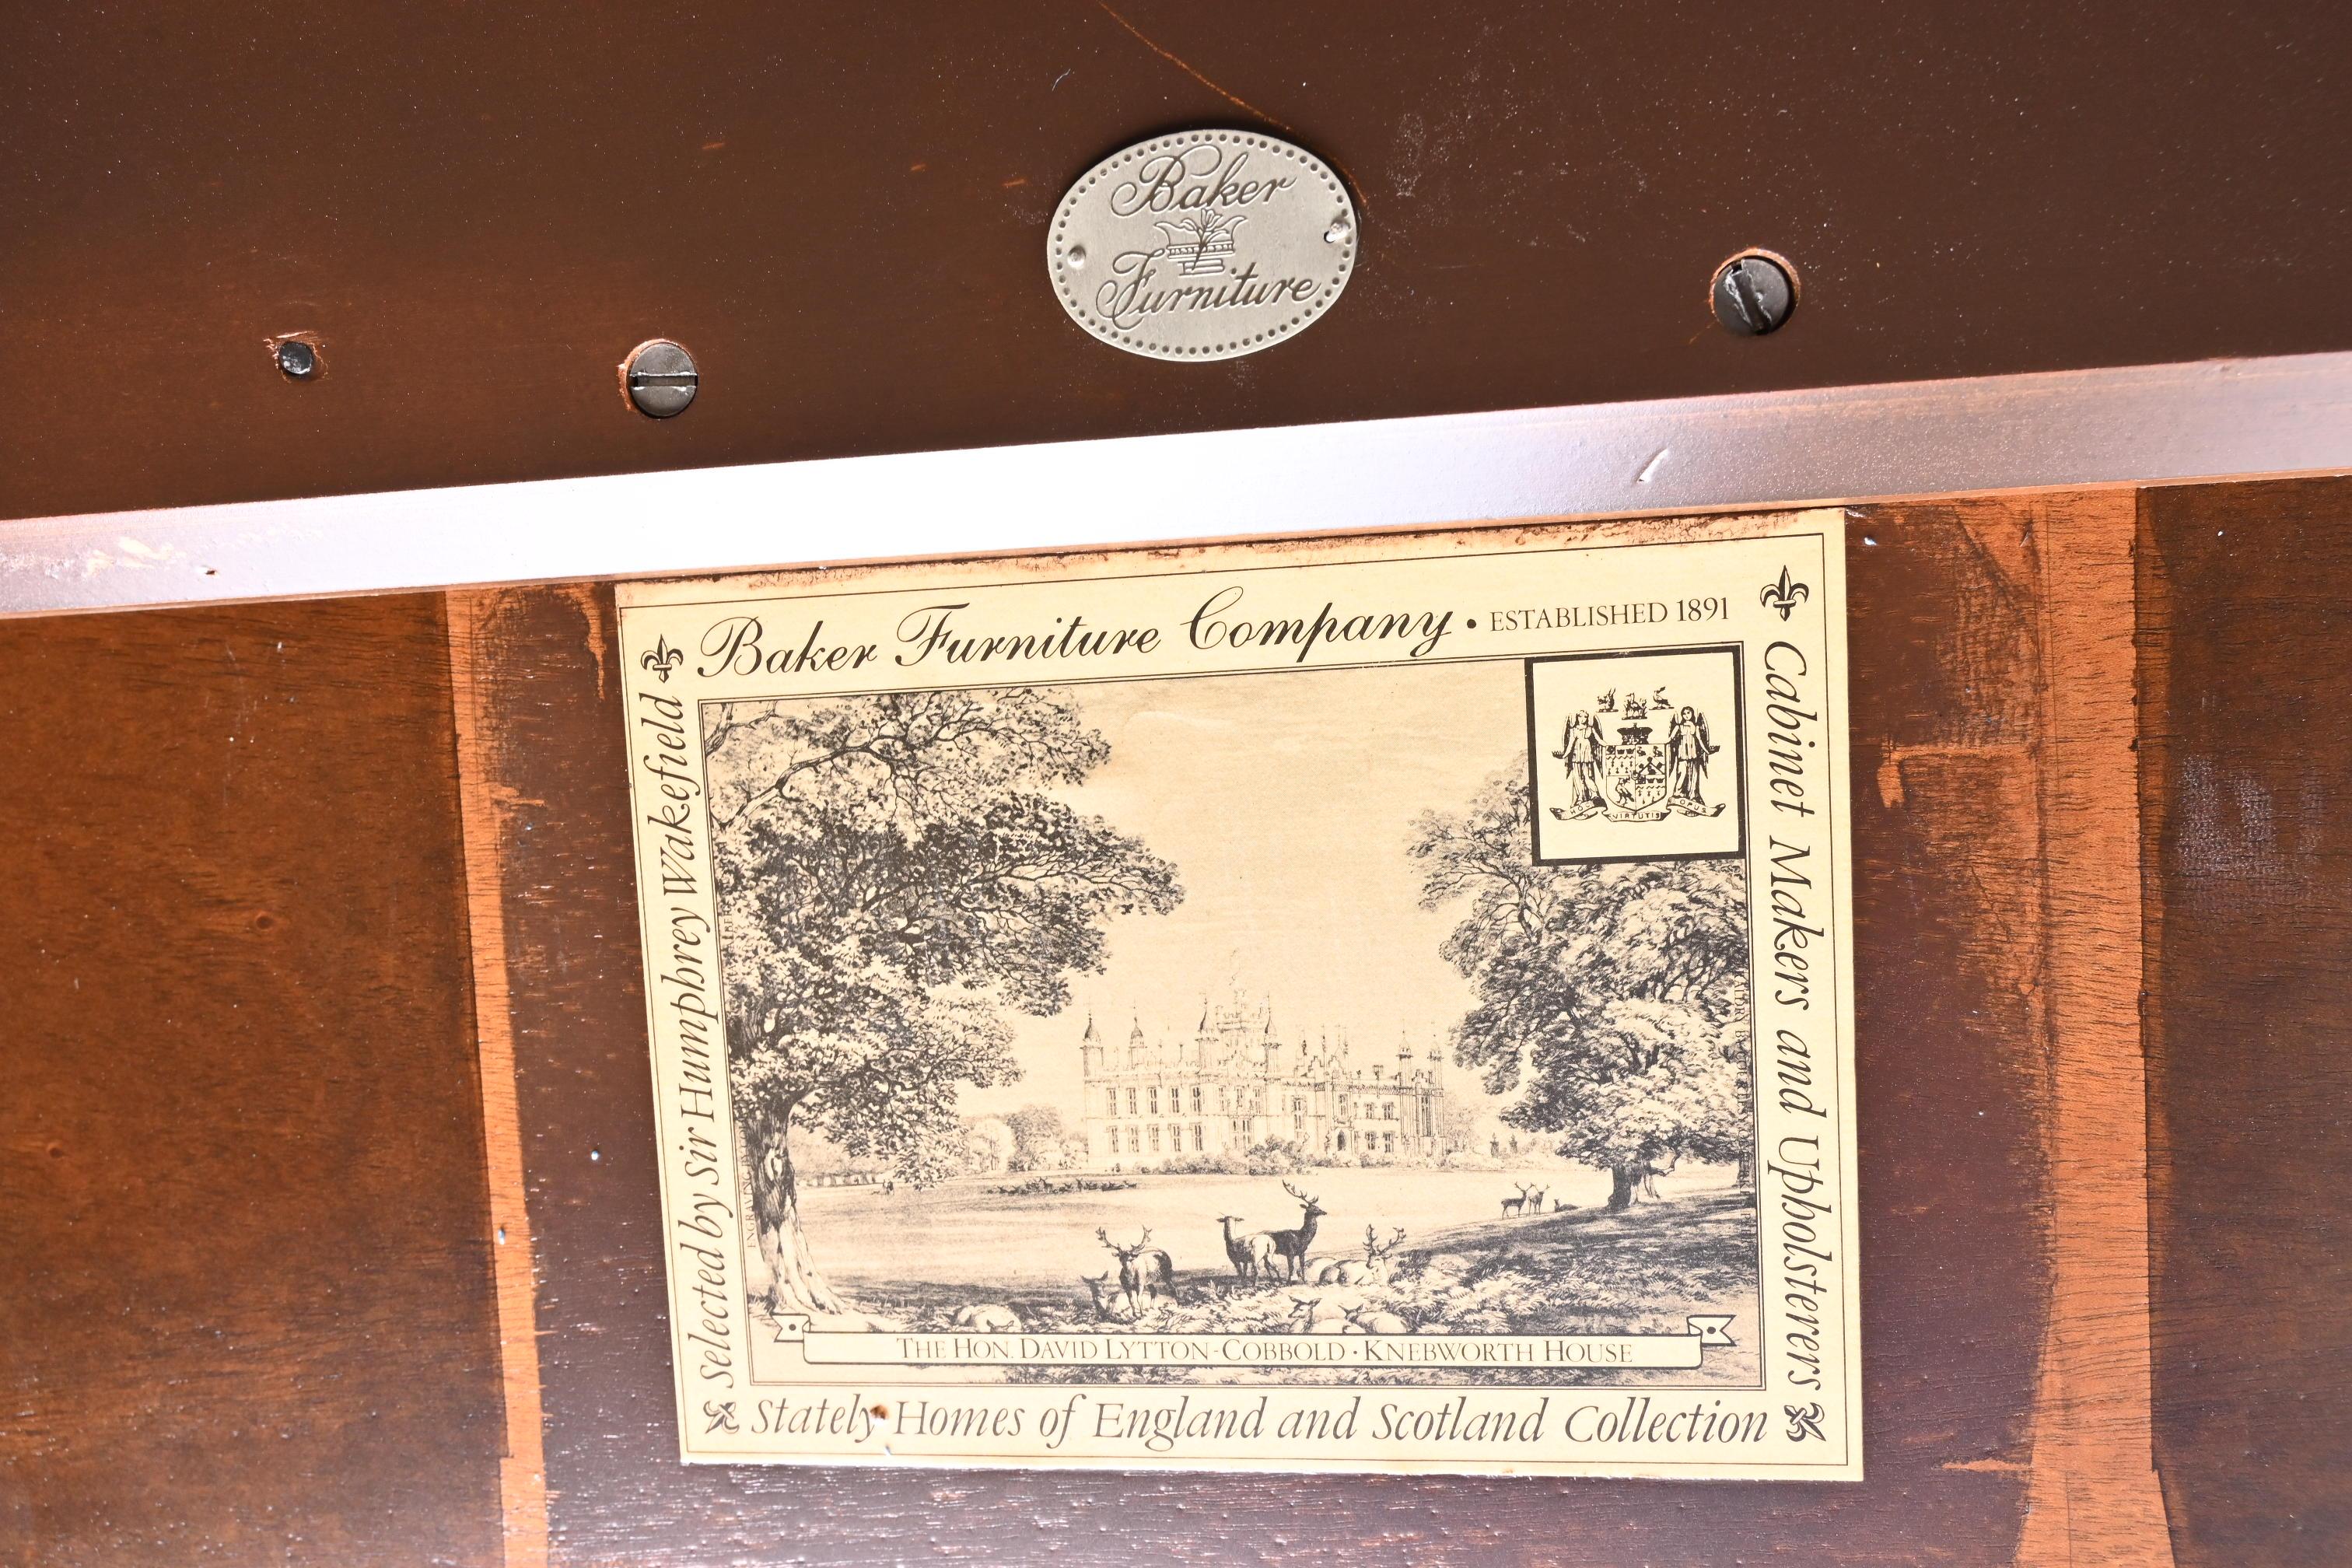 Baker
Furniture
Baker Furniture Company • ESTABLISHED 1891
Selected by Sir Humphrey Wakefield
Cabinet Makers and Upholsterers
VIRTUTIS
OPUS
THE HON. DAVID LYTTON-COBBOLD • KNEBWORTH HOUSE
Stately Homes of England and Scotland Collection